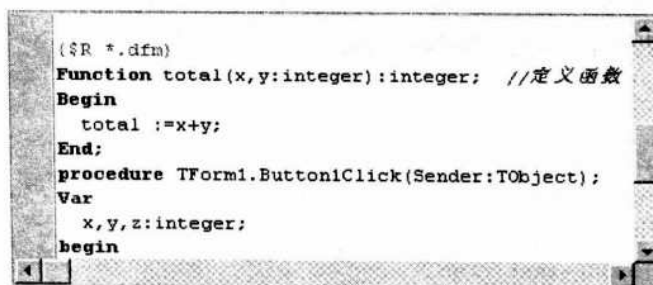 {$R *.dfm}
Function total(x,y:integer):integer; //定义函数
Begin
total :=x+y;
End;
procedure TForm1.Button1Click(Sender:TObject);
Var
x,y,z:integer;
begin